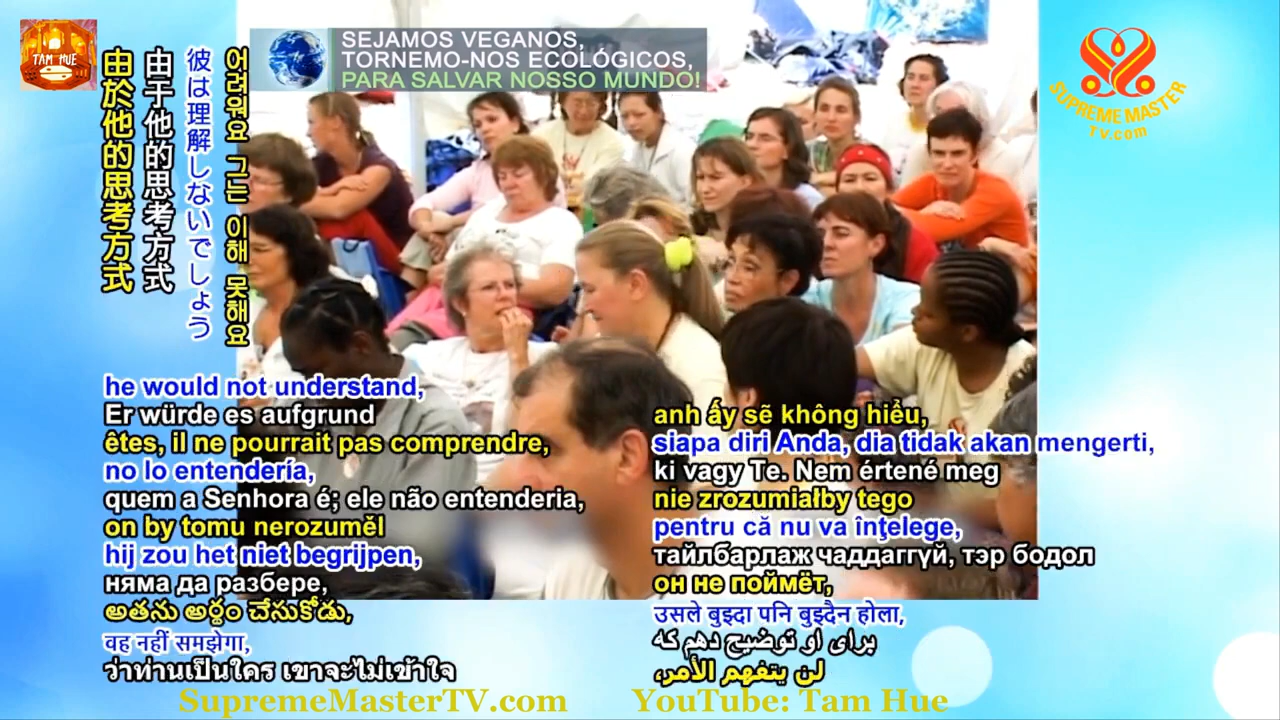 TAM HUE
SEJAMOS VEGANOS,
TORNEMO-NOS ECOLÓGICOS,
PARA SALVAR NOSSO MUNDO!
SUPREME MASTER
TV.com
어려워요 그는 이해 못해요
彼は理解しないでしょう
由于他的思考方式
由於他的思考方式
he would not understand,
Er würde es aufgrund
êtes, il ne pourrait pas comprendre,
no lo entendería,
quem a Senhora é; ele não entenderia,
on by tomu nerozuměl
hij zou het niet begrijpen,
няма да разбере,
అతను అర్థం చేసుకోడు,
वह नहीं समझेगा,
ว่าท่านเป็นใคร เขาจะไม่เข้าใจ
anh ấy sẽ không hiểu,
siapa diri Anda, dia tidak akan mengerti,
ki vagy Te. Nem értené meg
nie zrozumiałby tego
pentru că nu va înţelege,
тайлбарлаж чаддаггүй, тэр бодол
он не поймёт,
उसले बुझ्दा पनि बुझ्दैन होला,
برای او توضیح دهم که
لن يتفهم الأمر،
SupremeMasterTV.com
YouTube: Tam Hue